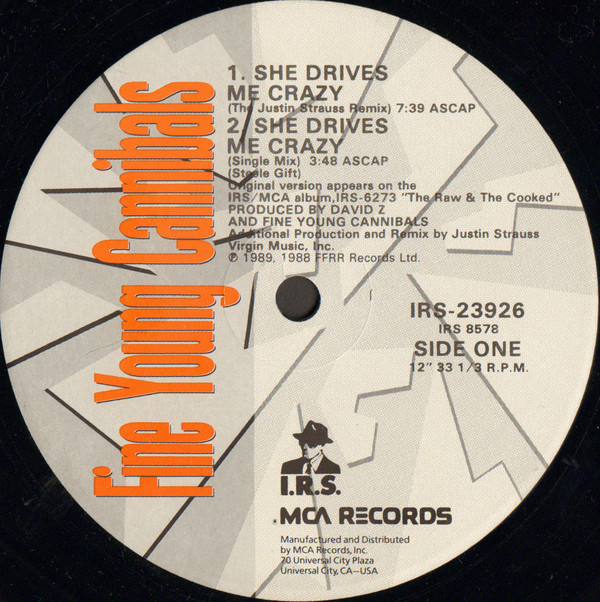 Fine Young Cannibals
1. SHE DRIVES
ME CRAZY
(The Justin Strauss Remix) 7:39 ASCAP
2. SHE DRIVES
ME CRAZY
(Single Mix) 3:48 ASCAP
(Steele Gift)
Original version appears on the
IRS/MCA album,IRS-6273 "The Raw & The Cooked"
PRODUCED BY DAVID Z
AND FINE YOUNG CANNIBALS
Additional Production and Remix by Justin Strauss
Virgin Music, Inc.
℗ 1989, 1988 FFRR Records Ltd.
IRS-23926
IRS 8578
SIDE ONE
12" 33 1/3 R.P.M.
I.R.S.
MCA RECORDS
Manufactured and Distributed
by MCA Records, Inc.
70 Universal City Plaza
Universal City, CA–USA